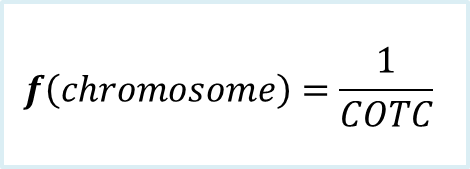 f(chromosome) = 1/COTC